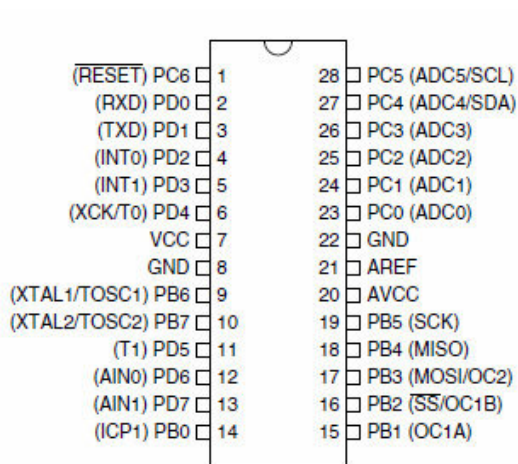 (RESET) PC6 1 28 PC5 (ADC5/SCL)
(RXD) PD0 2 27 PC4 (ADC4/SDA)
(TXD) PD1 3 26 PC3 (ADC3)
(INT0) PD2 4 25 PC2 (ADC2)
(INT1) PD3 5 24 PC1 (ADC1)
(XCK/T0) PD4 6 23 PC0 (ADC0)
VCC 7 22 GND
GND 8 21 AREF
(XTAL1/TOSC1) PB6 9 20 AVCC
(XTAL2/TOSC2) PB7 10 19 PB5 (SCK)
(T1) PD5 11 18 PB4 (MISO)
(AIN0) PD6 12 17 PB3 (MOSI/OC2)
(AIN1) PD7 13 16 PB2 (SS/OC1B)
(ICP1) PB0 14 15 PB1 (OC1A)